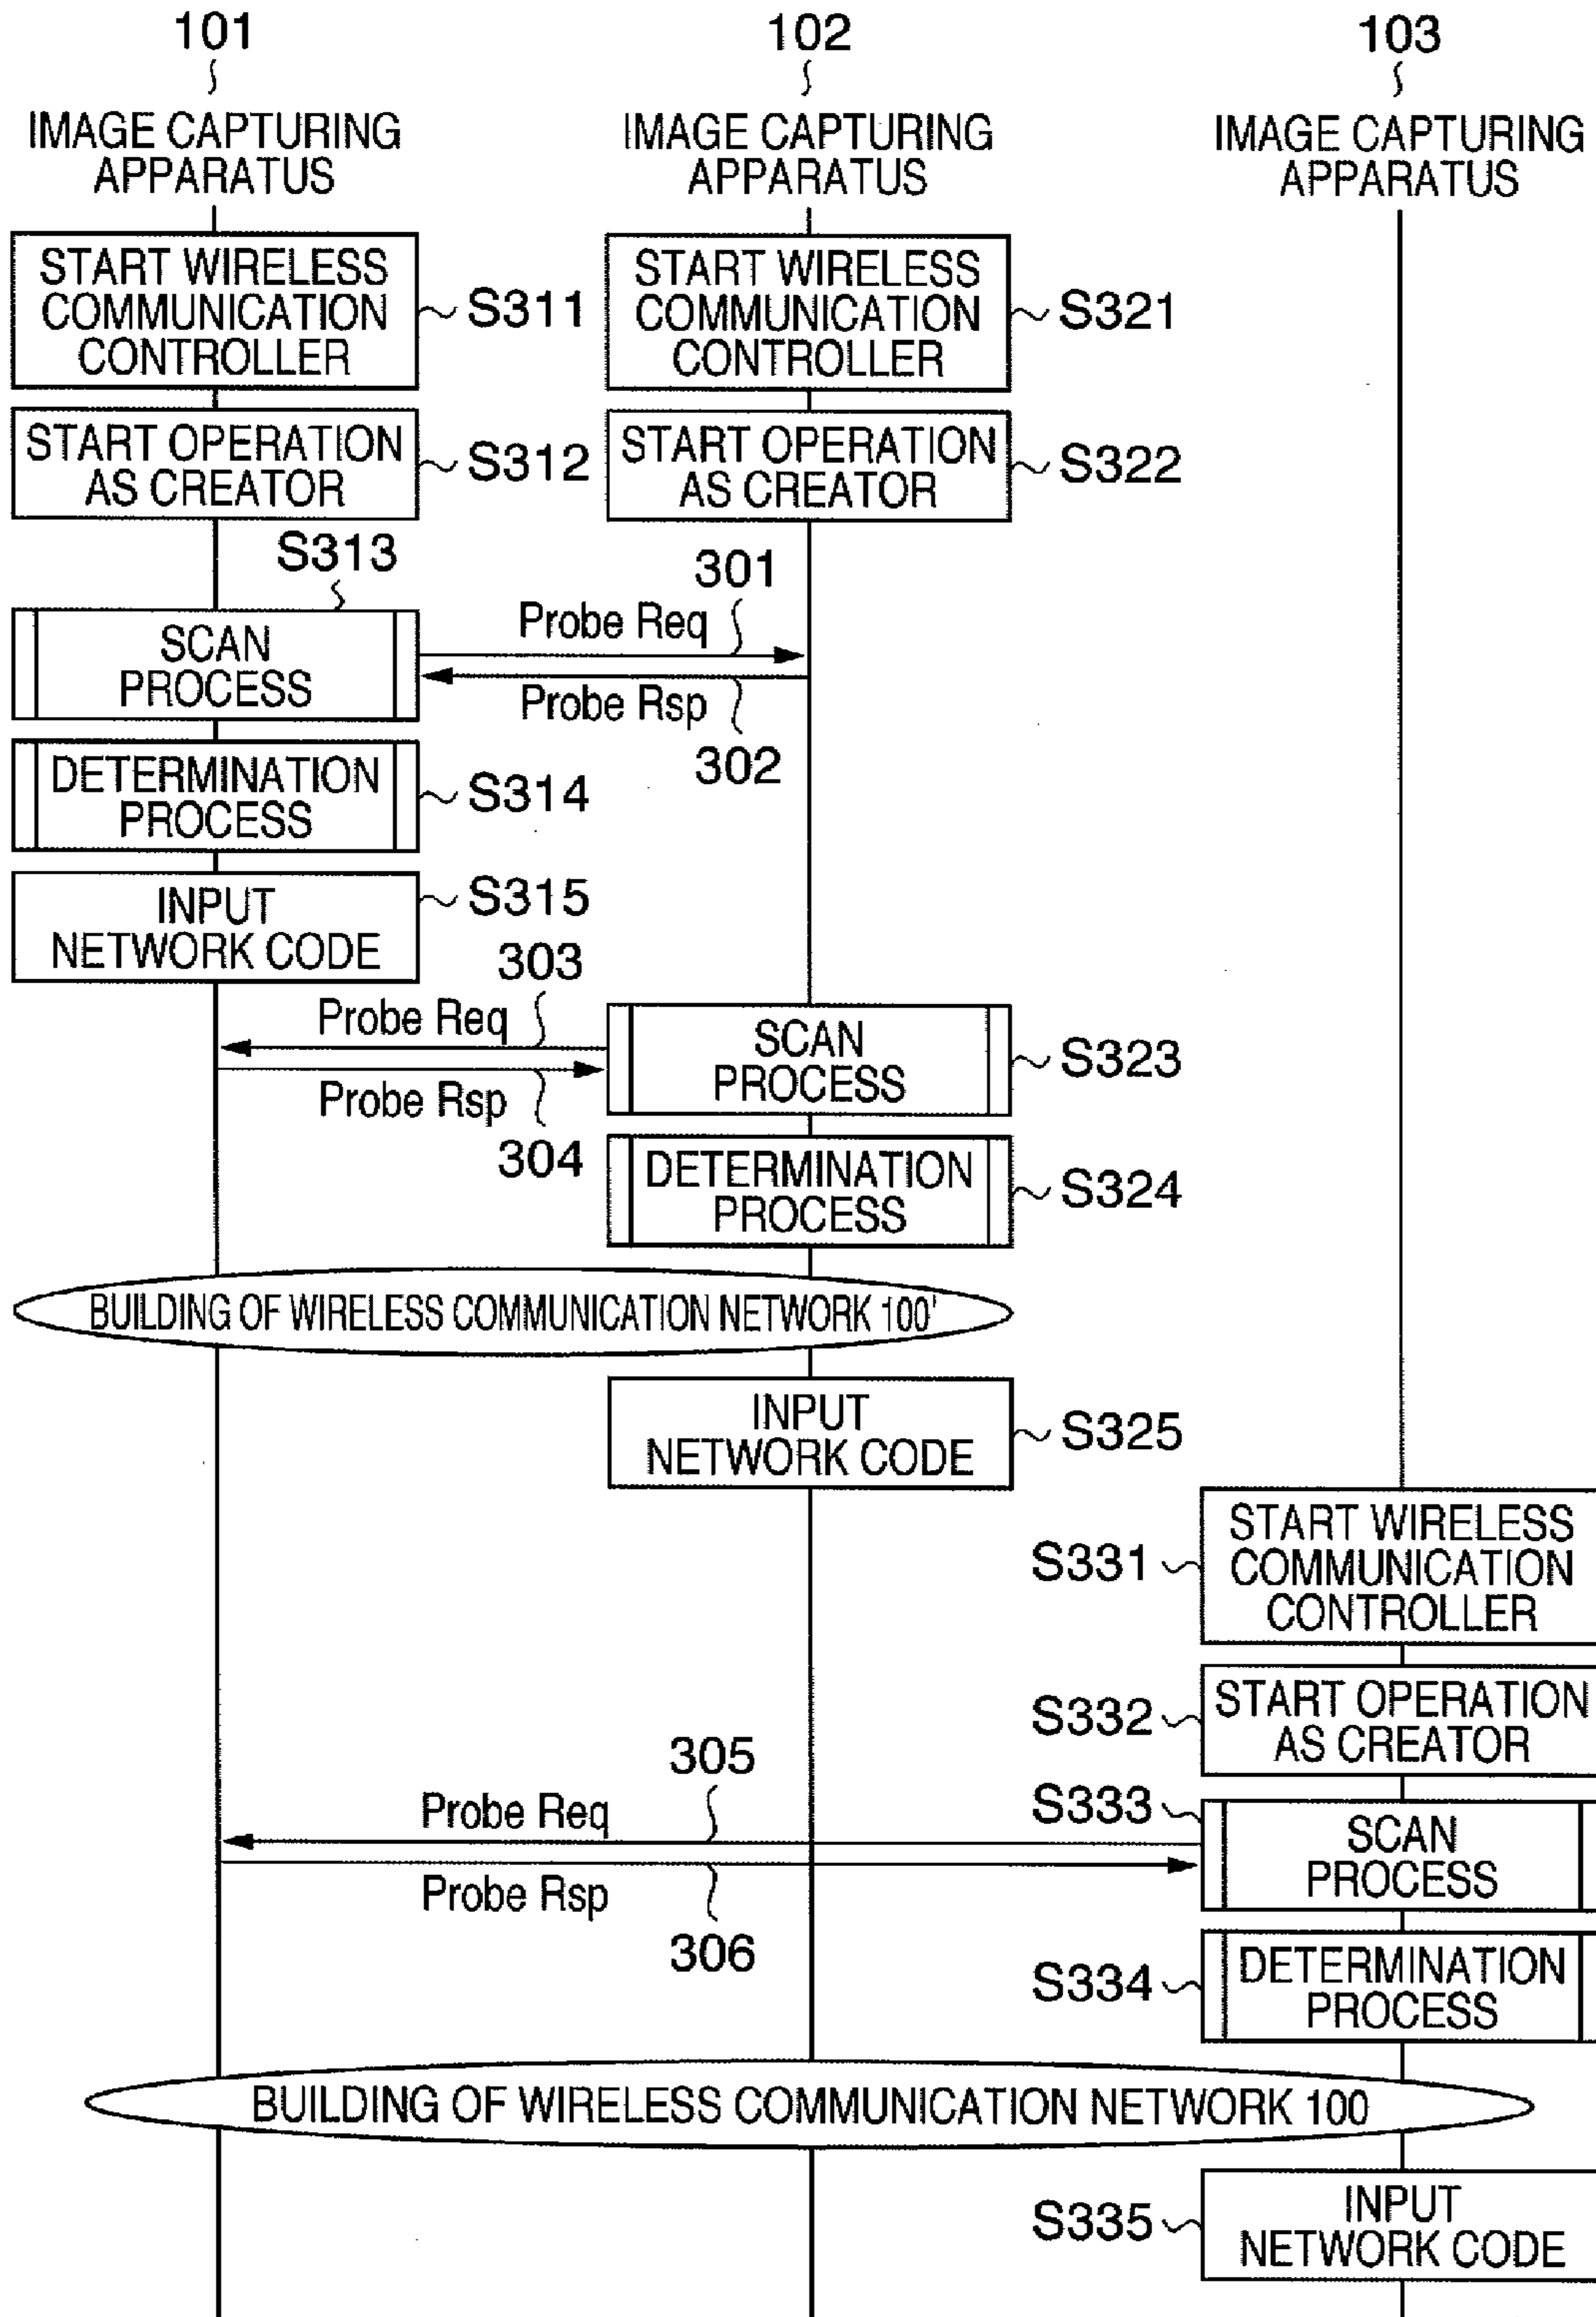 101
102
103
IMAGE CAPTURING
APPARATUS
IMAGE CAPTURING
APPARATUS
IMAGE CAPTURING
APPARATUS
START WIRELESS
COMMUNICATION
CONTROLLER
S311
START WIRELESS
COMMUNICATION
CONTROLLER
S321
START OPERATION
AS CREATOR
S312
START OPERATION
AS CREATOR
S322
S313
SCAN
PROCESS
Probe Req
301
Probe Rsp
302
DETERMINATION
PROCESS
S314
INPUT
NETWORK CODE
S315
303
Probe Req
Probe Rsp
304
SCAN
PROCESS
S323
DETERMINATION
PROCESS
S324
BUILDING OF WIRELESS COMMUNICATION NETWORK 100'
INPUT
NETWORK CODE
S325
S331
START WIRELESS
COMMUNICATION
CONTROLLER
S332
START OPERATION
AS CREATOR
305
Probe Req
S333
SCAN
PROCESS
Probe Rsp
306
S334
DETERMINATION
PROCESS
BUILDING OF WIRELESS COMMUNICATION NETWORK 100
S335
INPUT
NETWORK CODE